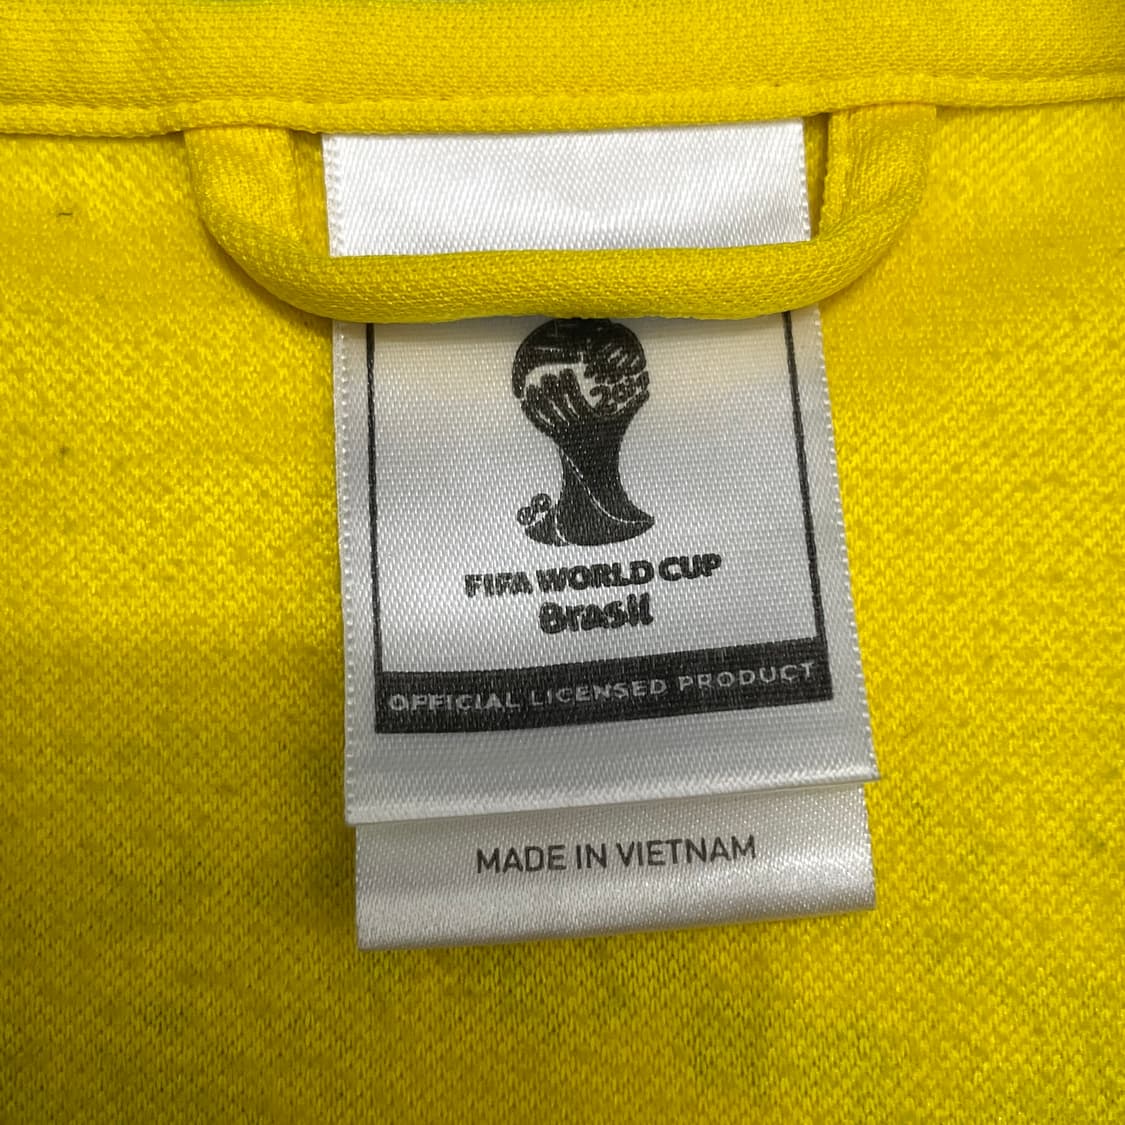 FIFA WORLD CUP
Brasil
OFFICIAL LICENSED PRODUCT
MADE IN VIETNAM